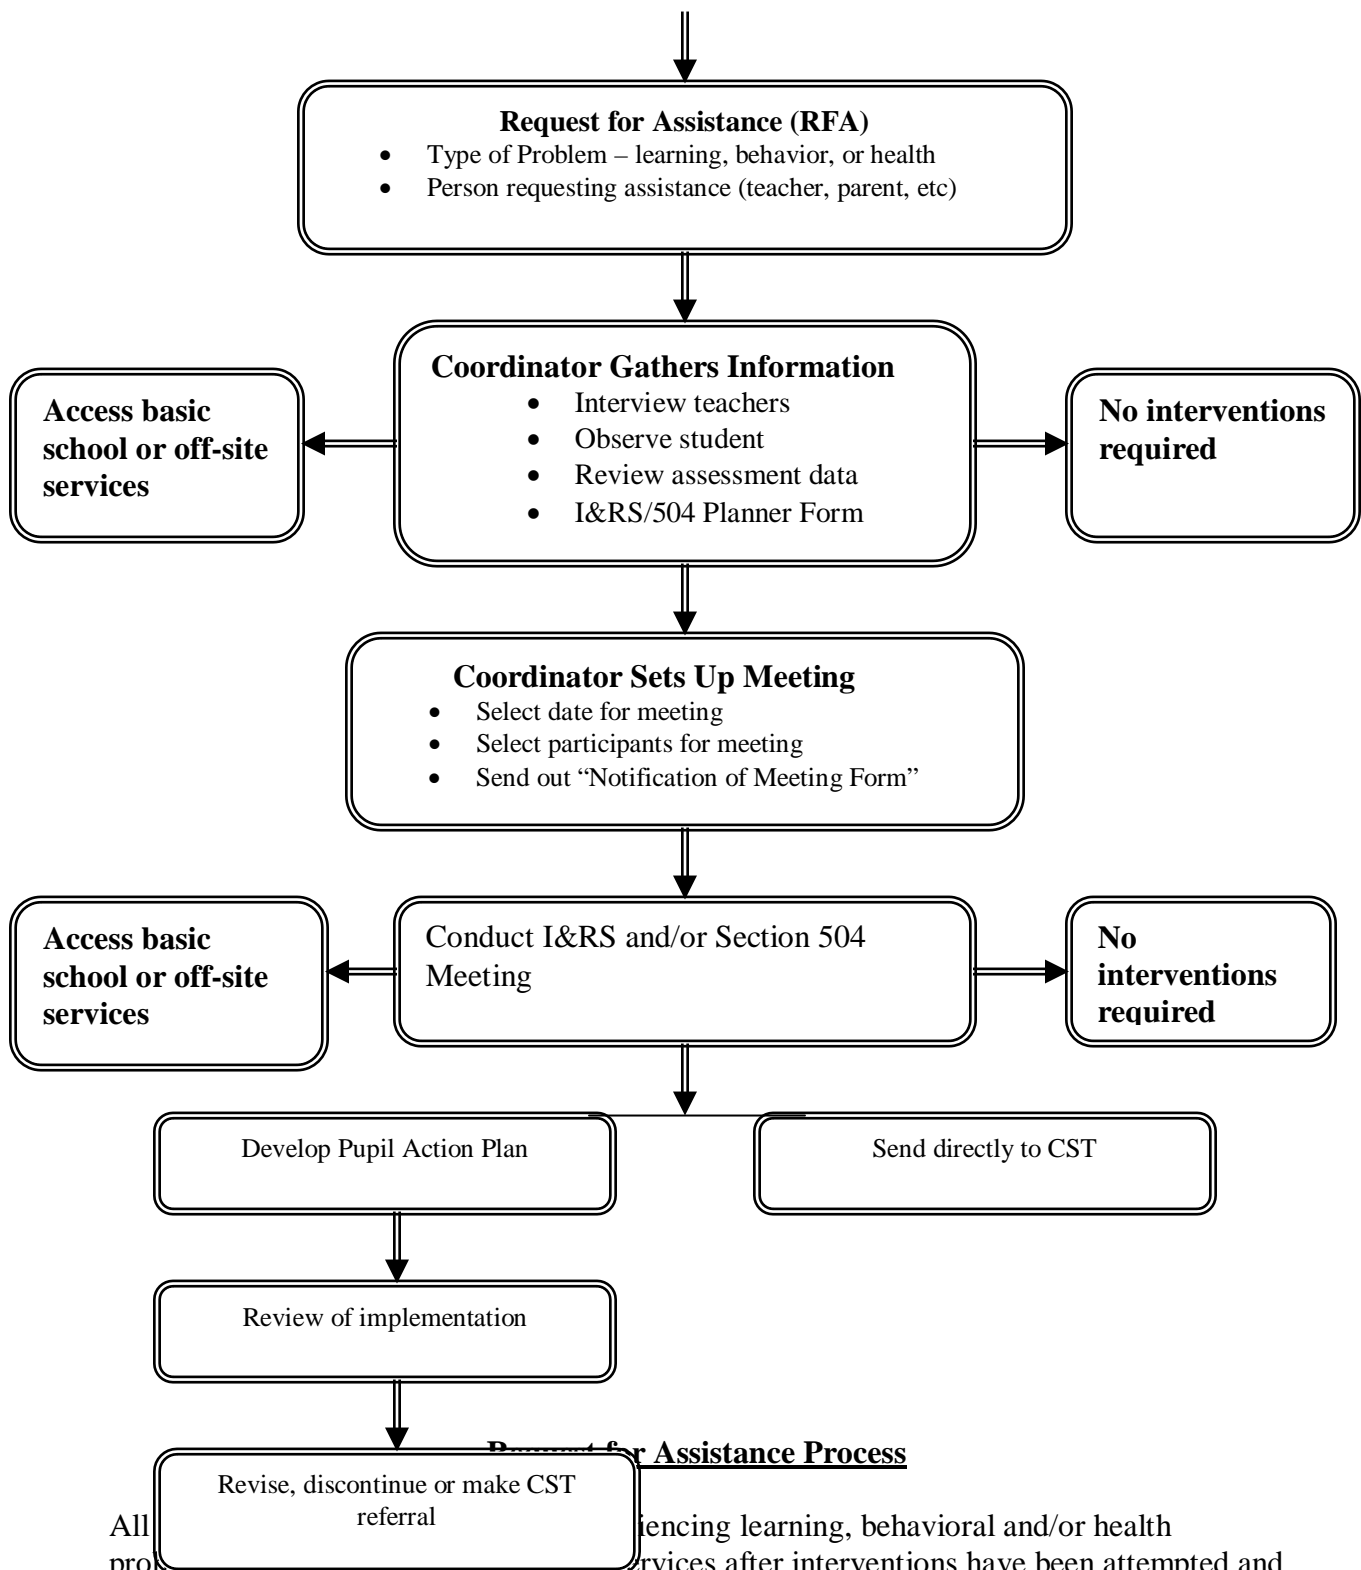 Request for Assistance (RFA)
• Type of Problem – learning, behavior, or health
• Person requesting assistance (teacher, parent, etc)
Coordinator Gathers Information
• Interview teachers
• Observe student
• Review assessment data
• I&RS/504 Planner Form
Access basic
school or off-site
services
No interventions
required
Coordinator Sets Up Meeting
• Select date for meeting
• Select participants for meeting
• Send out “Notification of Meeting Form”
Conduct I&RS and/or Section 504
Meeting
Access basic
school or off-site
services
No
interventions
required
Develop Pupil Action Plan
Send directly to CST
Review of implementation
Request for Assistance Process
Revise, discontinue or make CST
referral
All learning, behavioral and/or health
after interventions have been attempted and